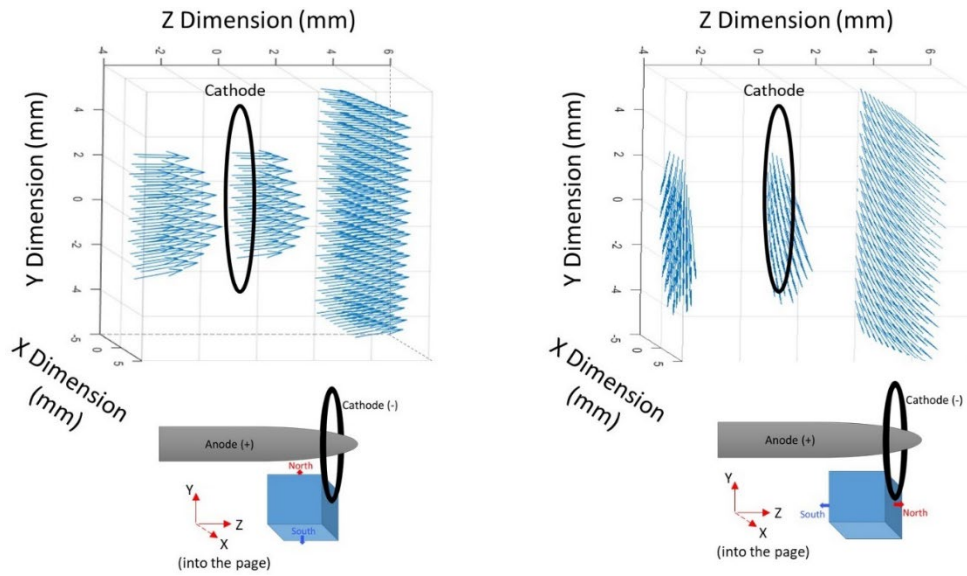 Z Dimension (mm)
-4 -2 0 2 4 6
Cathode
Y Dimension (mm)
4
2
0
-2
-4
-5
X Dimension
(mm)
0 5
Cathode (-)
Anode (+)
North
South
Y
Z
X
(into the page)
Z Dimension (mm)
-4 -2 0 2 4 6
Cathode
Y Dimension (mm)
4
2
0
-2
-4
-5
X Dimension
(mm)
0 5
Cathode (-)
Anode (+)
South
North
Y
Z
X
(into the page)